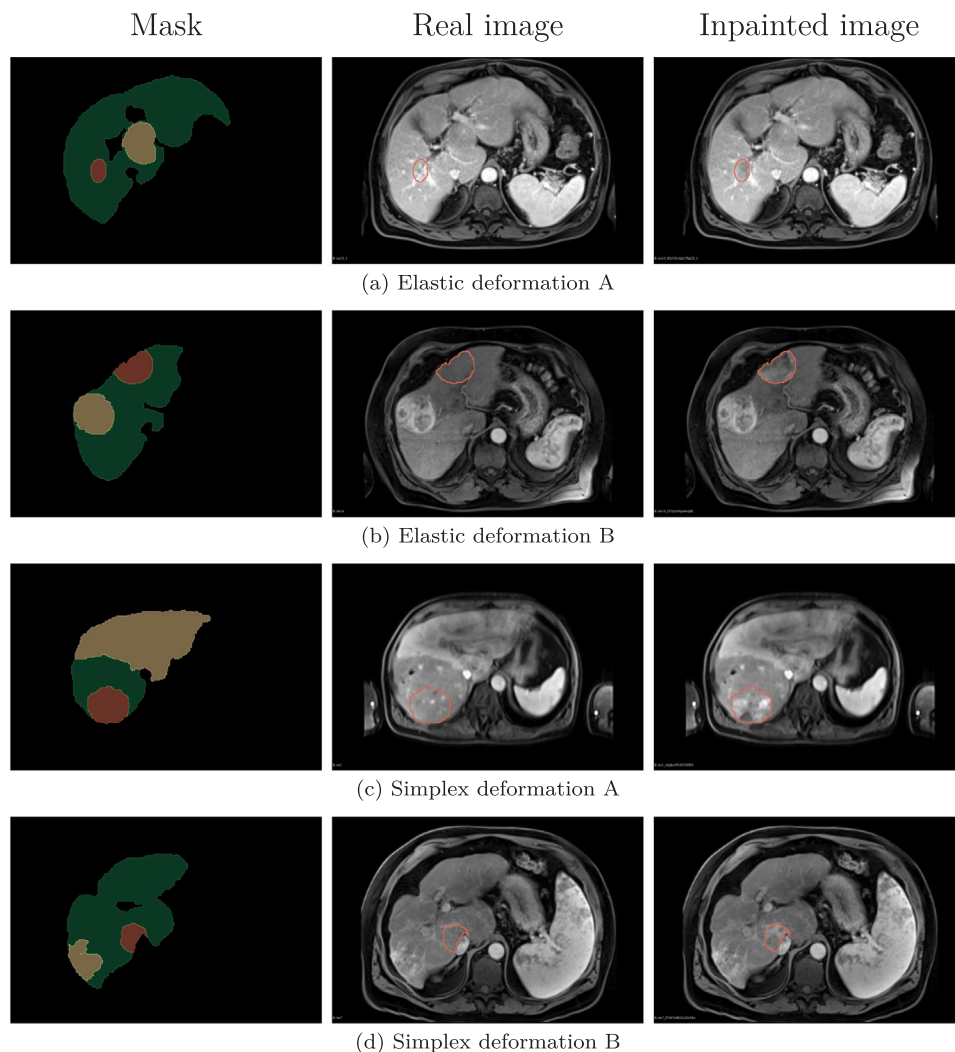 Mask Real image Inpainted image
(a) Elastic deformation A
(b) Elastic deformation B
(c) Simplex deformation A
(d) Simplex deformation B